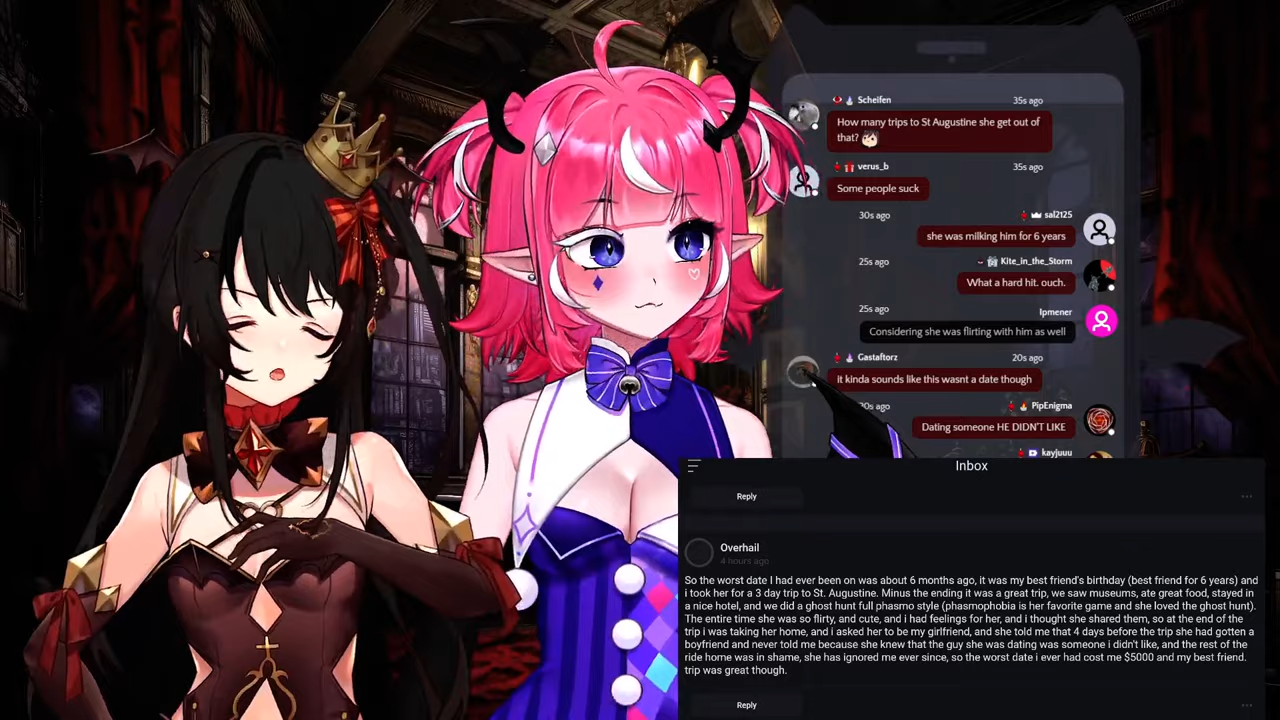 Scheifen 35s ago
How many trips to St Augustine she get out of
that?
verus_b 35s ago
Some people suck
30s ago sal2125
she was milking him for 6 years
25s ago Kite_in_the_Storm
What a hard hit. ouch.
25s ago Ipmener
Considering she was flirting with him as well
Gastaftorz 20s ago
it kinda sounds like this wasnt a date though
20s ago PipEnigma
Dating someone HE DIDN'T LIKE
kayjuuu
Inbox
Reply
Overhail
4 hours ago
So the worst date I had ever been on was about 6 months ago, it was my best friend's birthday (best friend for 6 years) and
i took her for a 3 day trip to St. Augustine. Minus the ending it was a great trip, we saw museums, ate great food, stayed in
a nice hotel, and we did a ghost hunt full phasmo style (phasmophobia is her favorite game and she loved the ghost hunt).
The entire time she was so flirty, and cute, and i had feelings for her, and i thought she shared them, so at the end of the
trip i was taking her home, and i asked her to be my girlfriend, and she told me that 4 days before the trip she had gotten a
boyfriend and never told me because she knew that the guy she was dating was someone i didn't like, and the rest of the
ride home was in shame, she has ignored me ever since, so the worst date i ever had cost me $5000 and my best friend.
trip was great though.
Reply